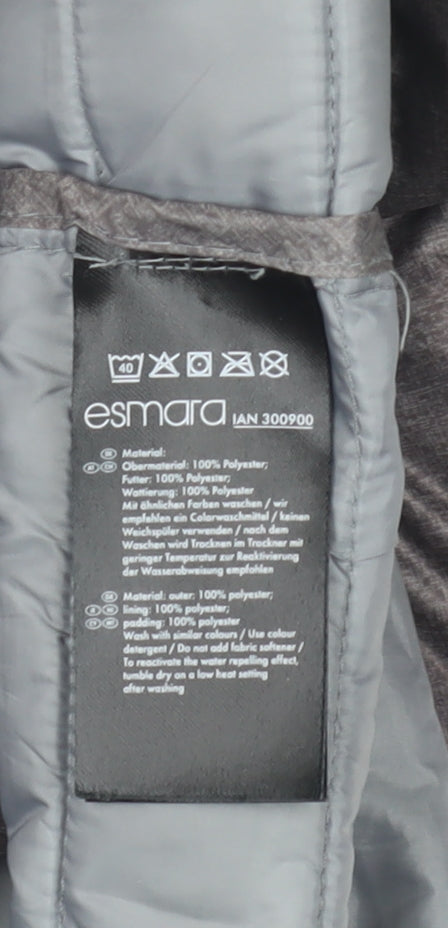 40
esmara IAN 300900
DE Material:
AT CH Obermaterial: 100% Polyester;
Futter: 100% Polyester;
Wattierung: 100% Polyester
Mit ähnlichen Farben waschen / wir
empfehlen ein Colorwaschmittel / keinen
Weichspüler verwenden / nach dem
Waschen wird Trocknen im Trockner mit
geringer Temperatur zur Reaktivierung
der Wasserabweisung empfohlen
Material: outer: 100% polyester;
lining: 100% polyester;
padding: 100% polyester
Wash with similar colours / Use colour
detergent / Do not add fabric softener /
To reactivate the water repelling effect,
tumble dry on a low heat setting
after washing